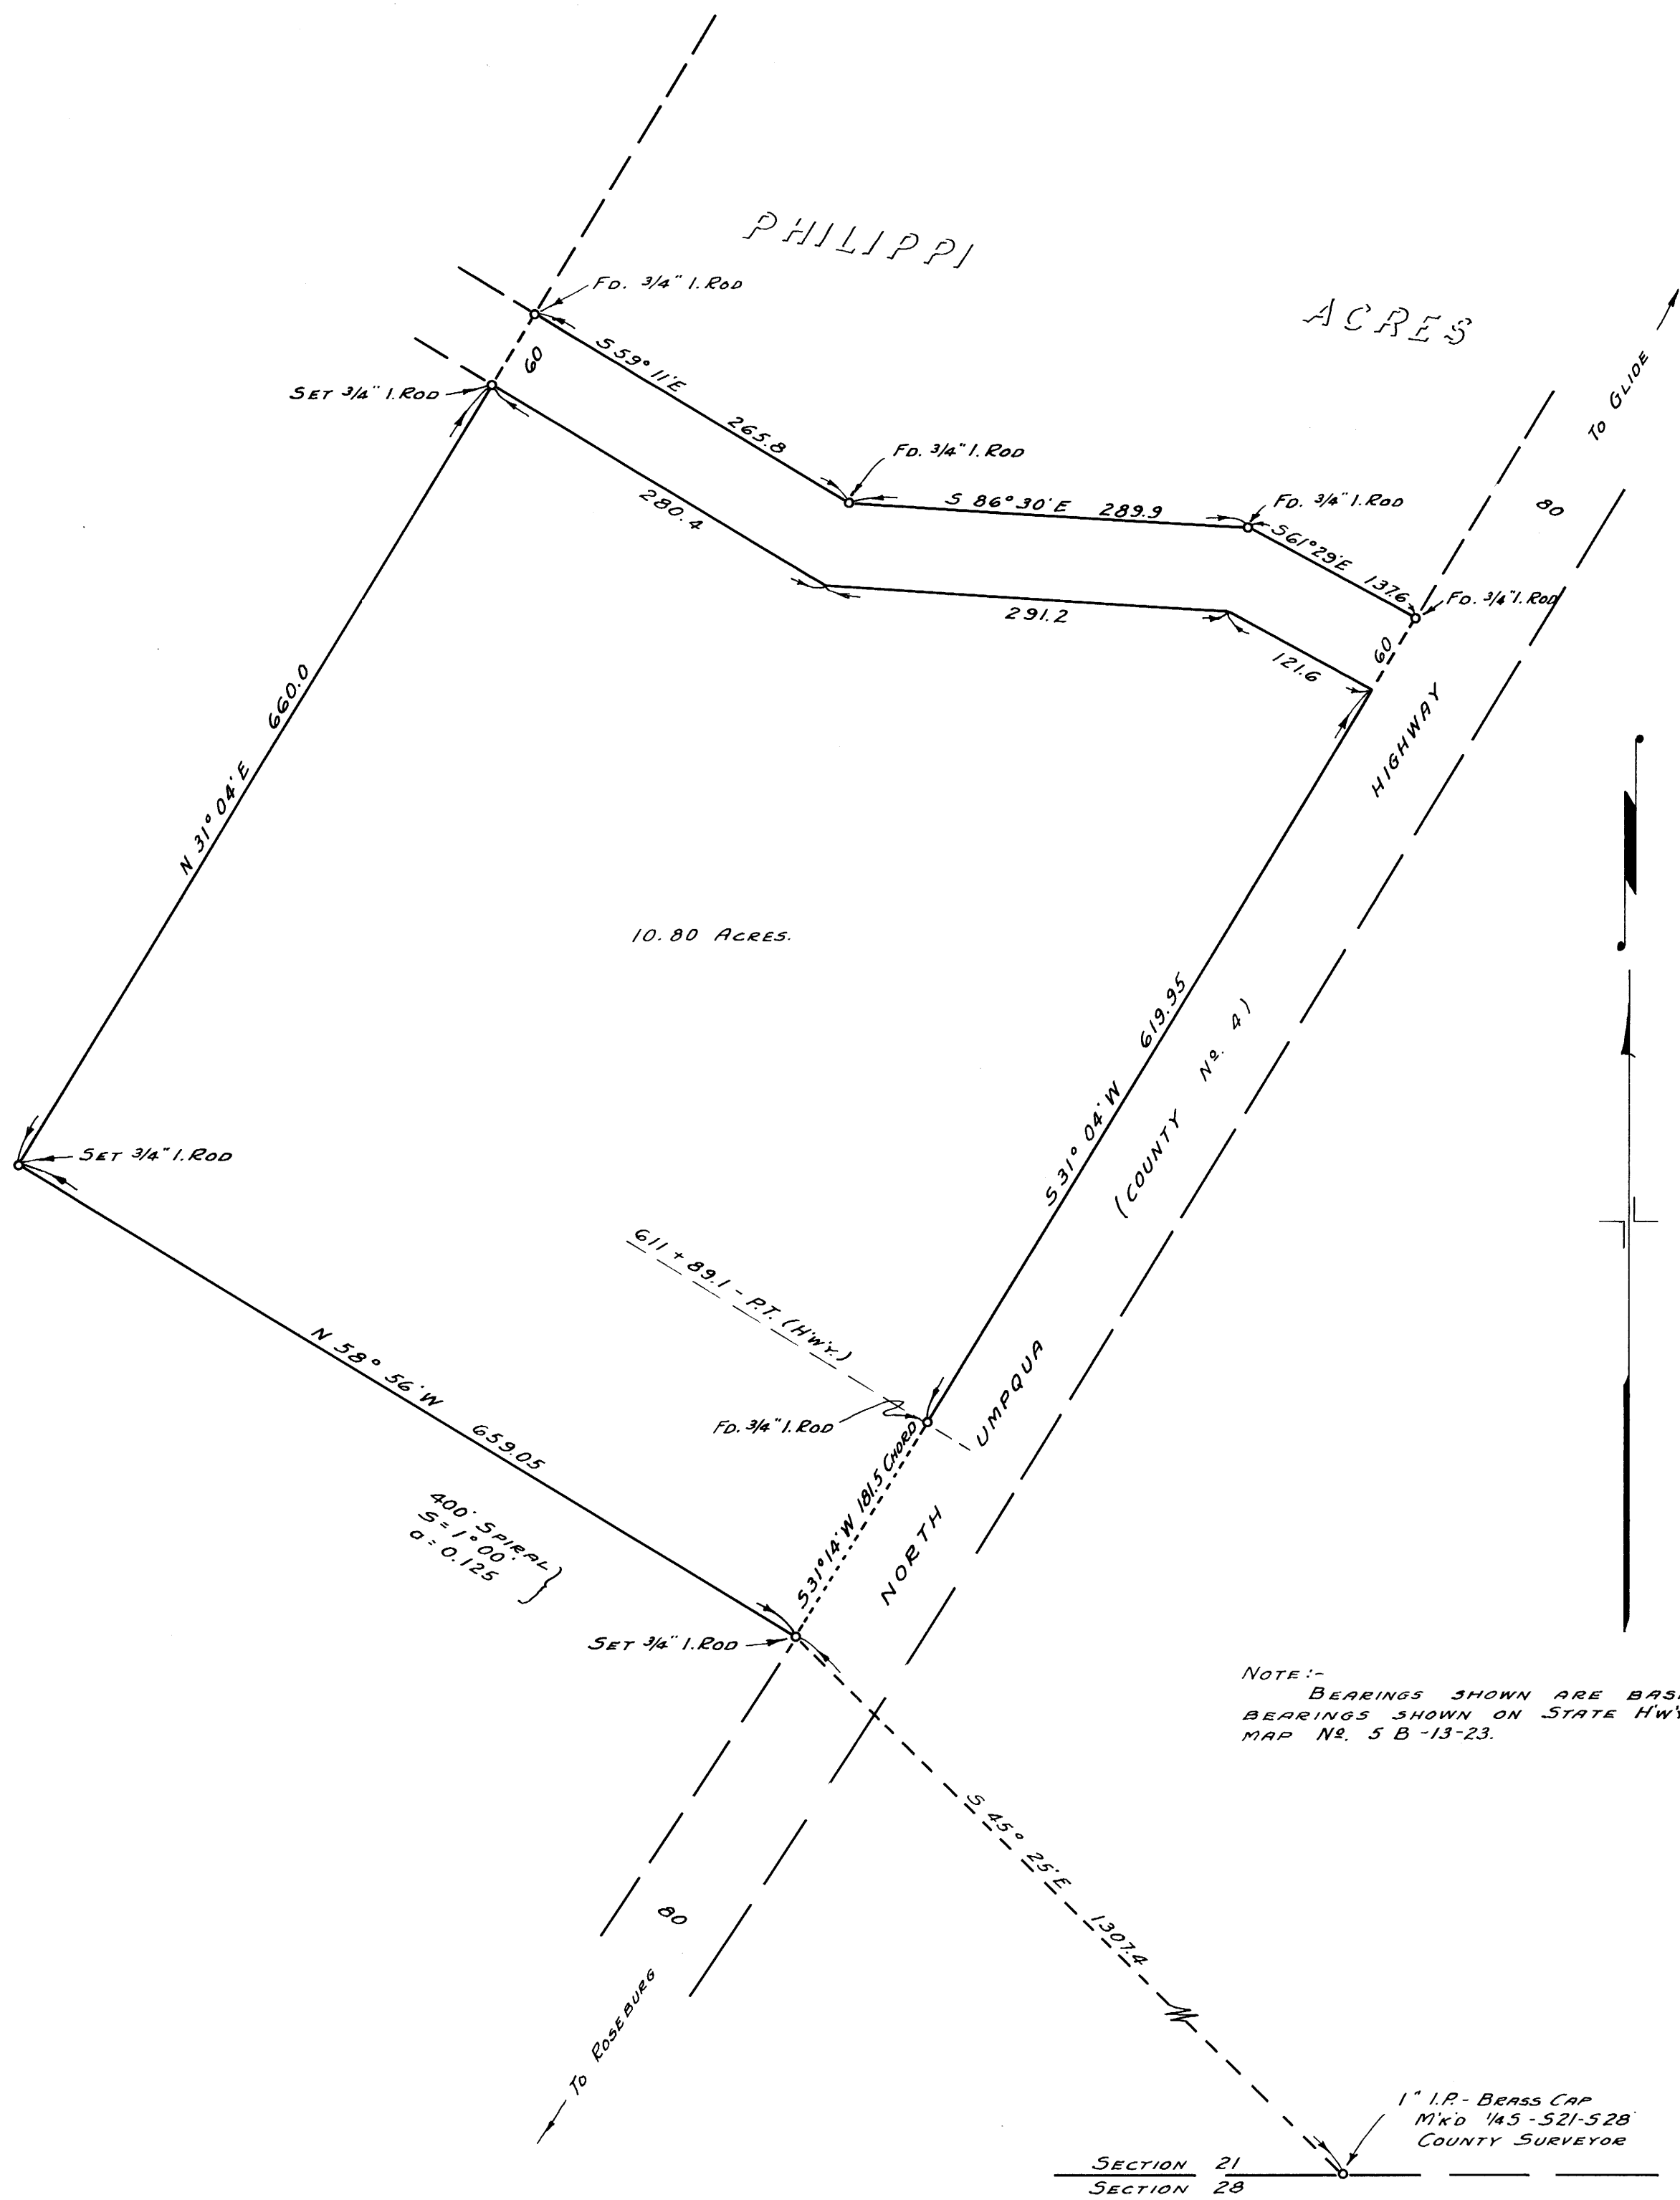 PHILIPPI
ACRES
FD. 3/4" I. ROD
TO GLIDE
60
S 59° 11' E 265.8
SET 3/4" I. ROD
FD. 3/4" I. ROD
S 86° 30' E 289.9
FD. 3/4" I. ROD
80
S 61° 29' E 137.6
FD. 3/4" I. ROD
280.4
291.2
121.6
60
HIGHWAY
N 31° 04' E 660.0
10.80 ACRES.
S 31° 04' W 619.95
(COUNTY Nº. 4)
SET 3/4" I. ROD
611 + 89.1 - P.T. (H'W'Y.)
N 58° 56' W 659.05
FD. 3/4" I. ROD
UMPQUA
S 31° 14' W 181.5 CHORD
NORTH
400' SPIRAL
S = 1° 00'
a = 0.125
SET 3/4" I. ROD
NOTE:-
BEARINGS SHOWN ARE
BEARINGS SHOWN ON STATE H'W'Y
MAP Nº. 5 B -13-23.
S 45° 25' E 1307.4
80
TO ROSEBURG
1" I.P. - BRASS CAP
M'K'D 1/4S - S21-S28
COUNTY SURVEYOR
SECTION 21
SECTION 28